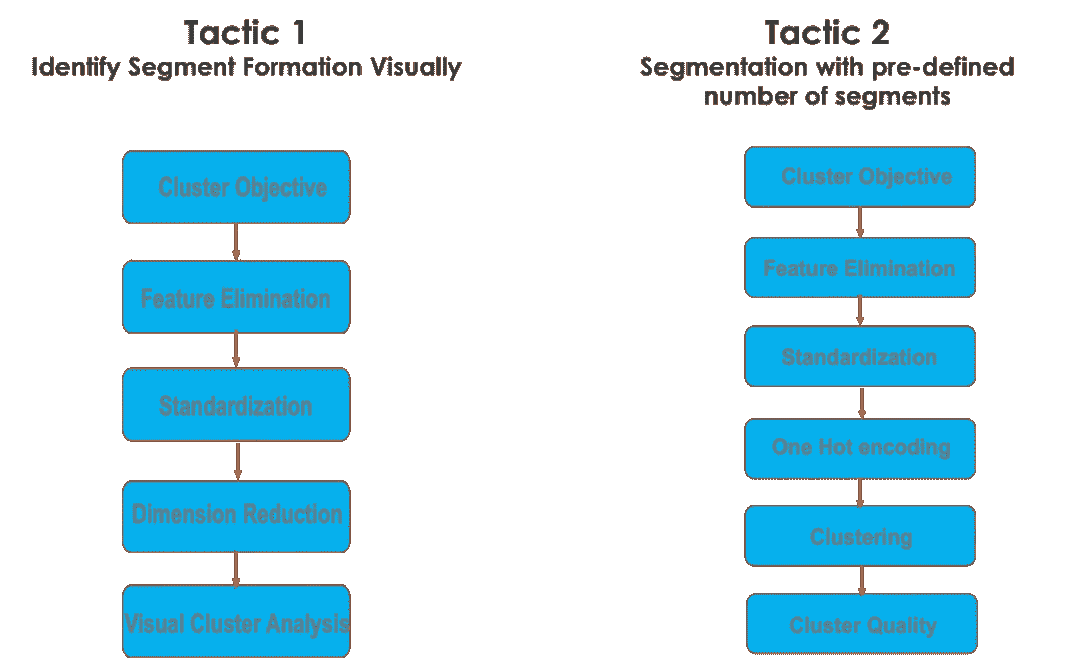 Tactic 1
Identify Segment Formation Visually
Cluster Objective
Feature Elimination
Standardization
Dimension Reduction
Visual Cluster Analysis
Tactic 2
Segmentation with pre-defined
number of segments
Cluster Objective
Feature Elimination
Standardization
One Hot encoding
Clustering
Cluster Quality